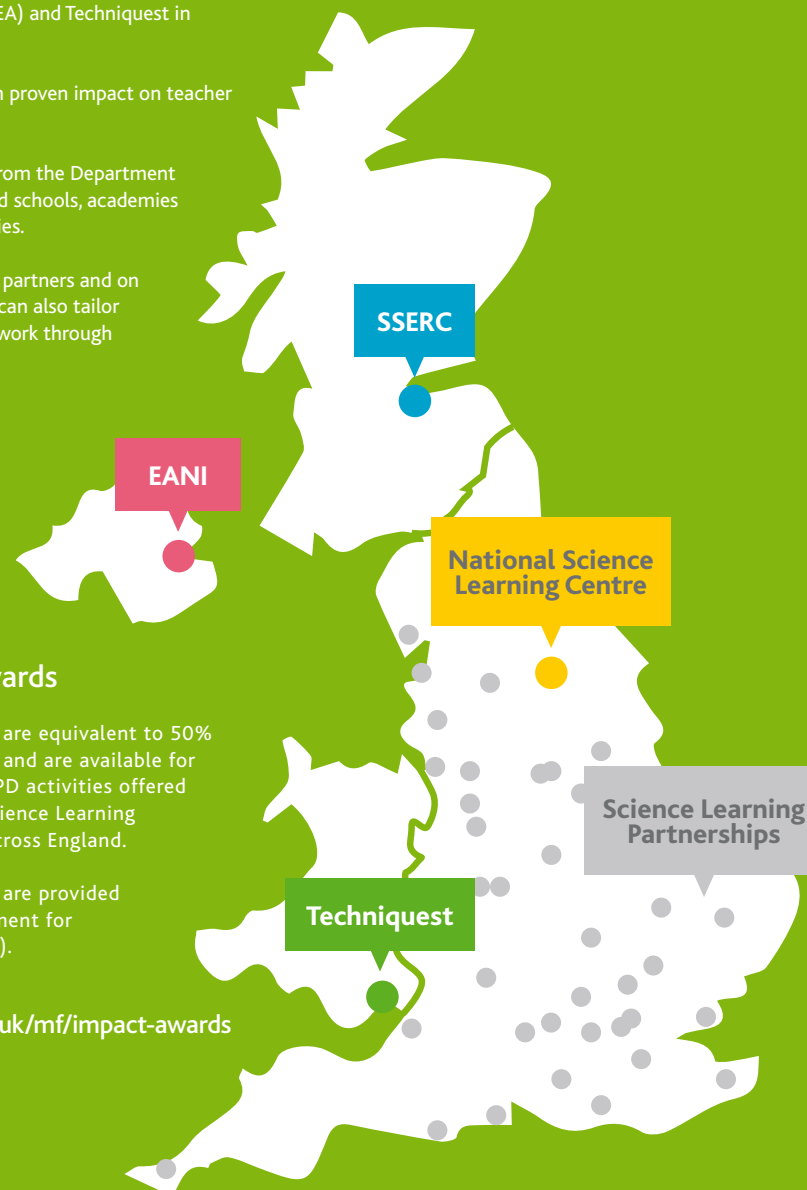 EA) and Techniquest in
n proven impact on teacher
rom the Department
d schools, academies
ies.
partners and on
can also tailor
work through
SSERC
EANI
National Science
Learning Centre
vards
are equivalent to 50%
and are available for
PD activities offered
ience Learning
cross England.
are provided
ment for
).
uk/mf/impact-awards
Science Learning
Partnerships
Techniquest